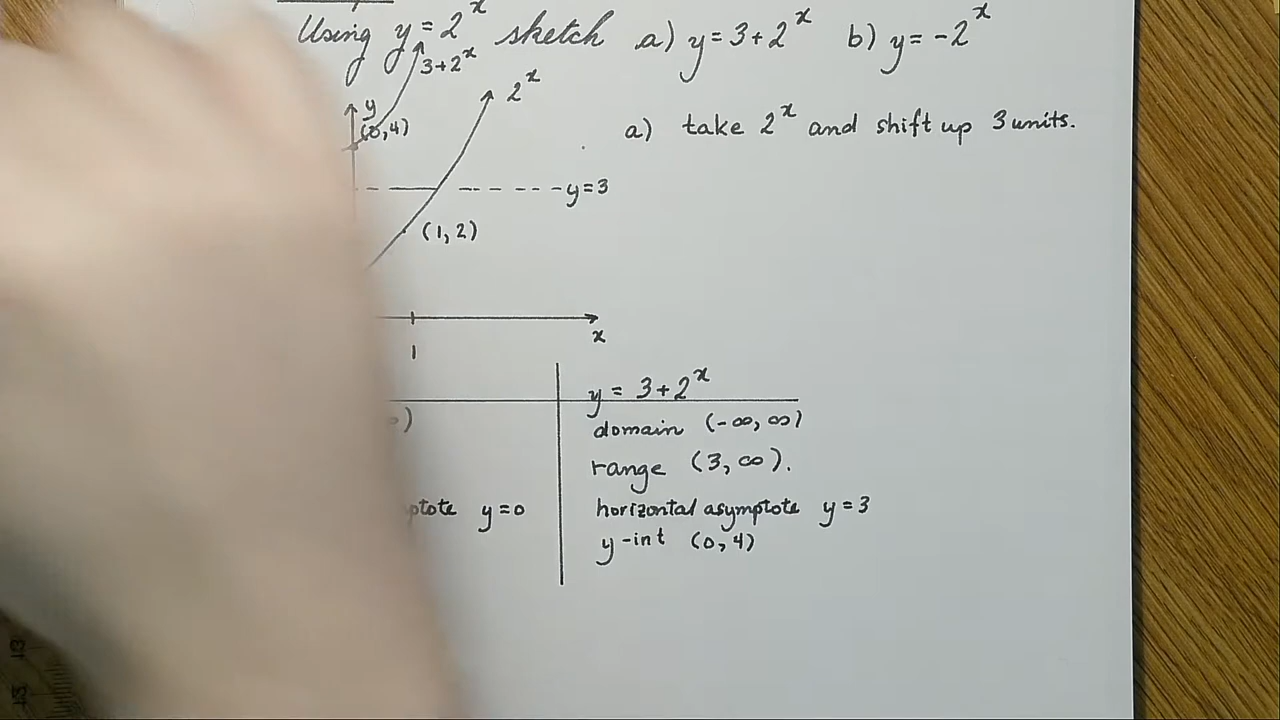 Using y = 2^x sketch a) y = 3 + 2^x b) y = -2^x
3+2^x
2^x
y
(0,4)
a) take 2^x and shift up 3 units.
y=3
(1, 2)
x
1
y = 3 + 2^x
∞)
domain (-∞, ∞)
range (3, ∞).
y = 0
horizontal asymptote y = 3
y-int (0, 4)
13